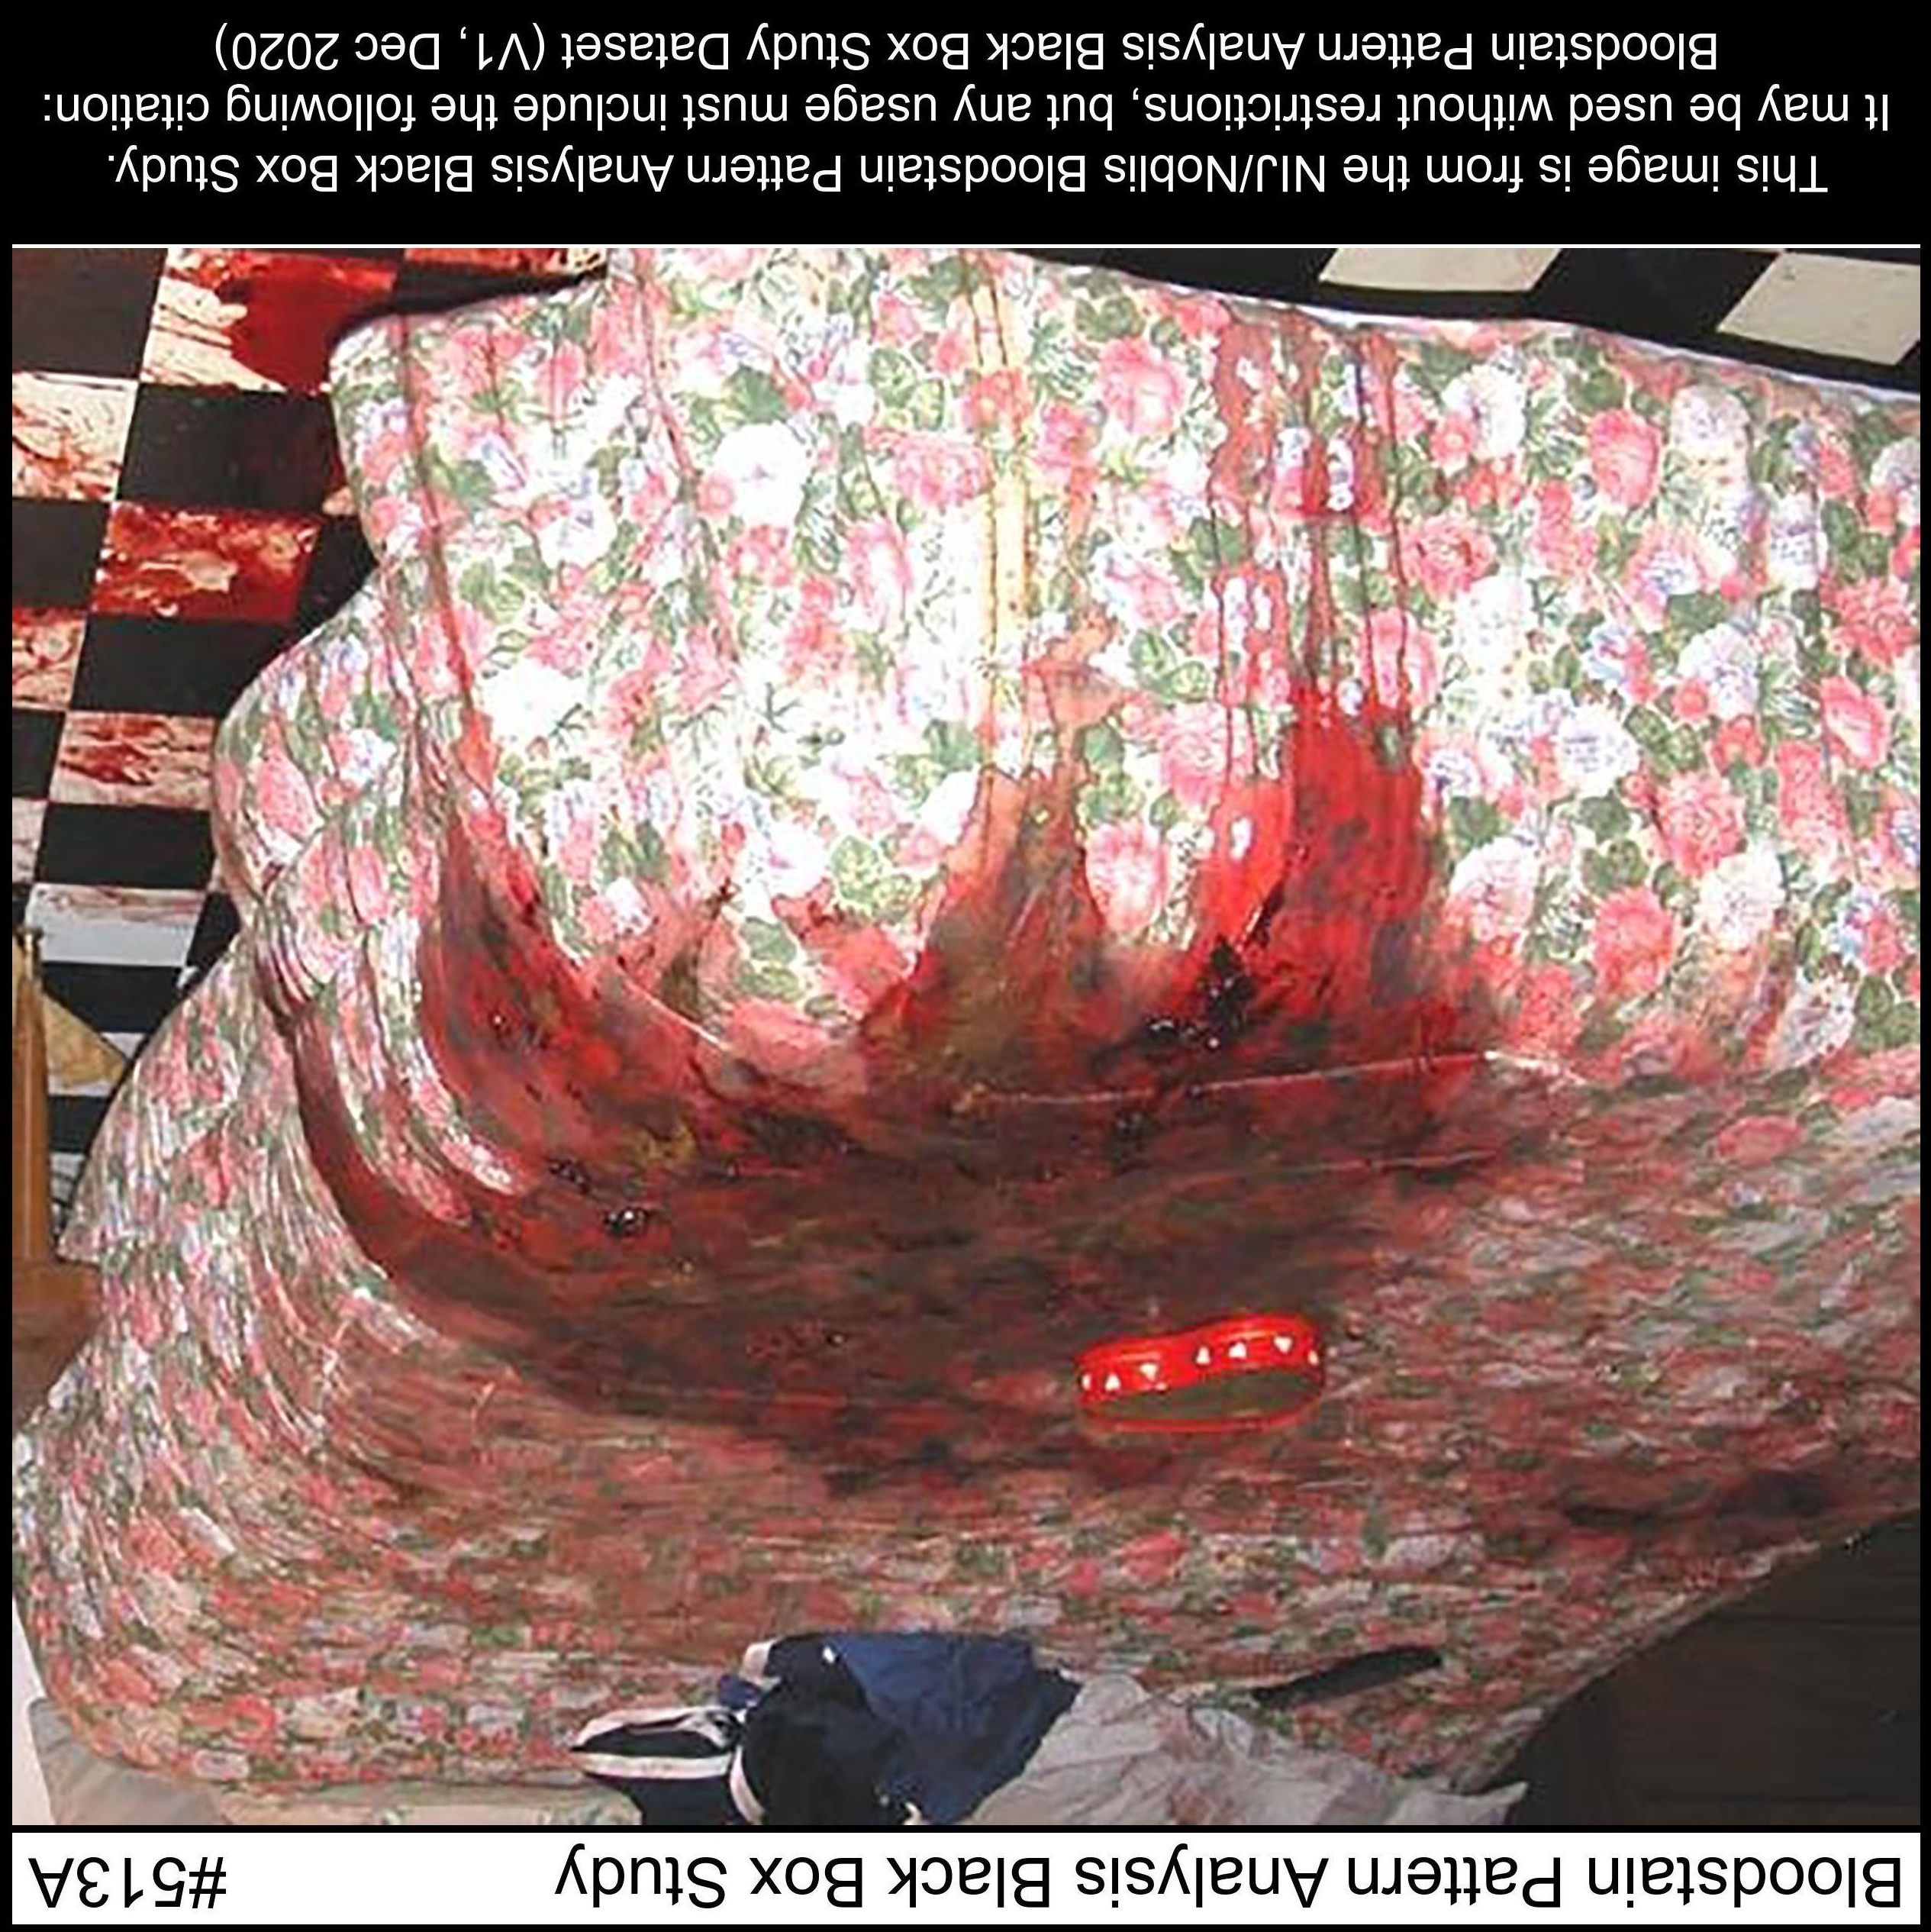 Bloodstain Pattern Analysis Black Box Study #513A
This image is from the NIJ/Noblis Bloodstain Pattern Analysis Black Box Study.
It may be used without restrictions, but any usage must include the following citation:
Bloodstain Pattern Analysis Black Box Study Dataset (V1, Dec 2020)